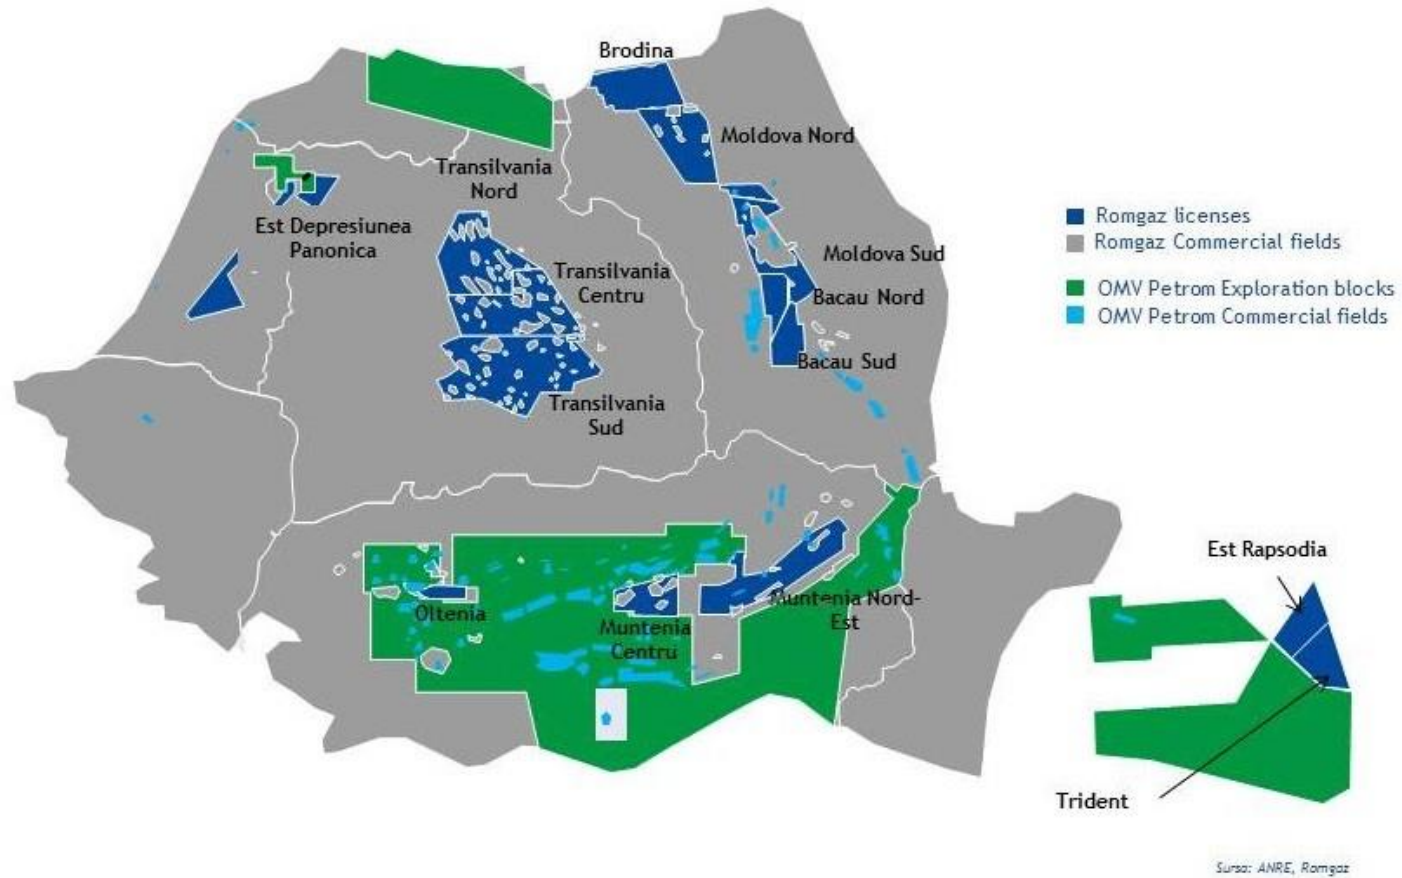 Brodina
Moldova Nord
Transilvania
Nord
Est Depresiunea
Panonica
Transilvania
Centru
Moldova Sud
Bacau Nord
Bacau Sud
Transilvania
Sud
Oltenia
Muntenia
Centru
Muntenia Nord-
Est
Romgaz licenses
Romgaz Commercial fields
OMV Petrom Exploration blocks
OMV Petrom Commercial fields
Est Rapsodia
Trident
Sursa: ANRE, Romgaz